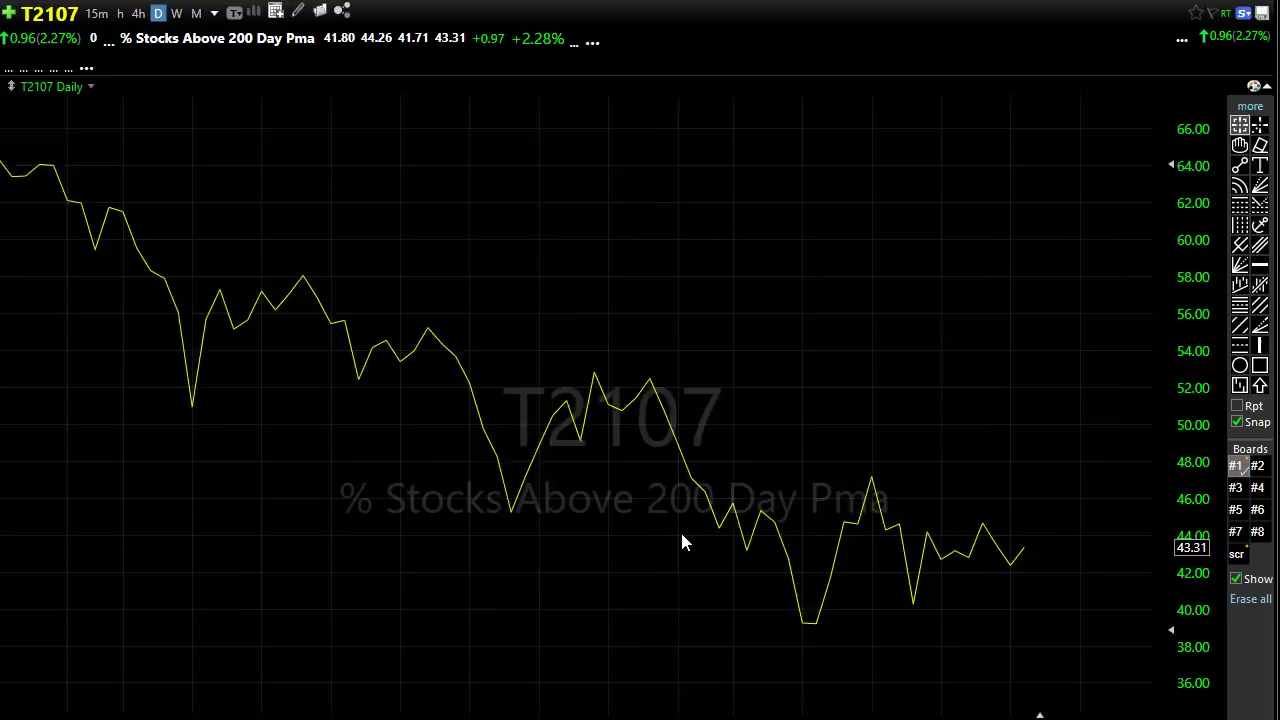 T2107 15m h 4h D W M T RT S
0.96(2.27%) 0 ... % Stocks Above 200 Day Pma 41.80 44.26 41.71 43.31 +0.97 +2.28% ... ... ... 0.96(2.27%)
... ... ... ... ... ...
T2107 Daily
more
66.00
64.00
62.00
60.00
58.00
56.00
54.00
52.00
50.00
48.00
46.00
44.00
43.31
42.00
40.00
38.00
36.00
T2107
% Stocks Above 200 Day Pma
T
Rpt
Snap
Boards
#1 #2
#3 #4
#5 #6
#7 #8
scr
Show
Erase all